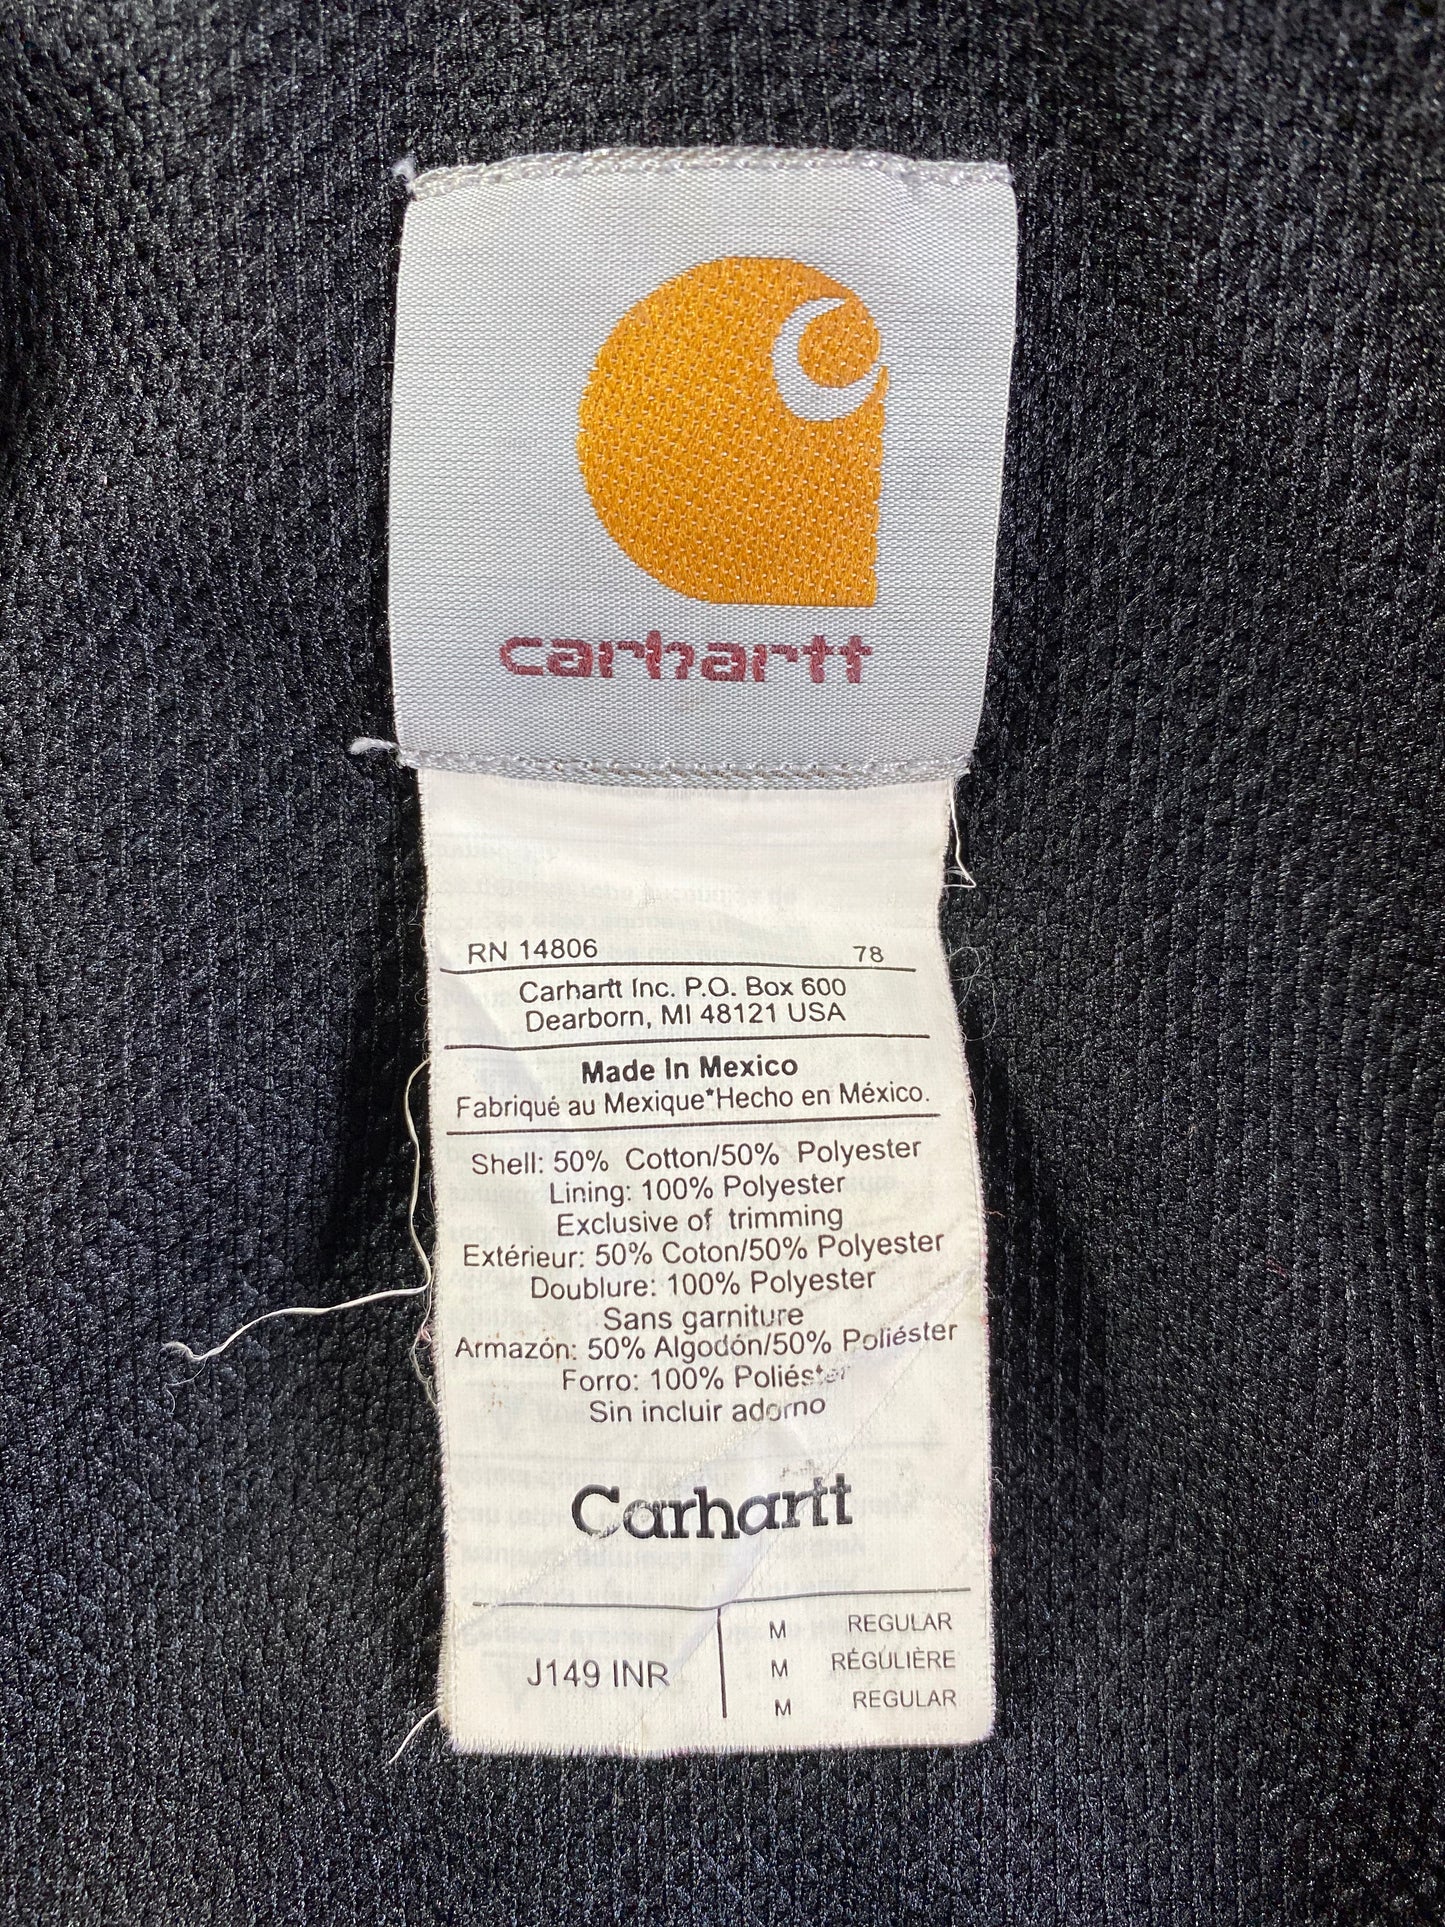 carhartt
RN 14806 78
Carhartt Inc. P.O. Box 600
Dearborn, MI 48121 USA
Made In Mexico
Fabriqué au Mexique*Hecho en México.
Shell: 50% Cotton/50% Polyester
Lining: 100% Polyester
Exclusive of trimming
Extérieur: 50% Coton/50% Polyester
Doublure: 100% Polyester
Sans garniture
Armazón: 50% Algodón/50% Poliéster
Forro: 100% Poliéster
Sin incluir adorno
Carhartt
J149 INR
M REGULAR
M RÉGULIÈRE
M REGULAR